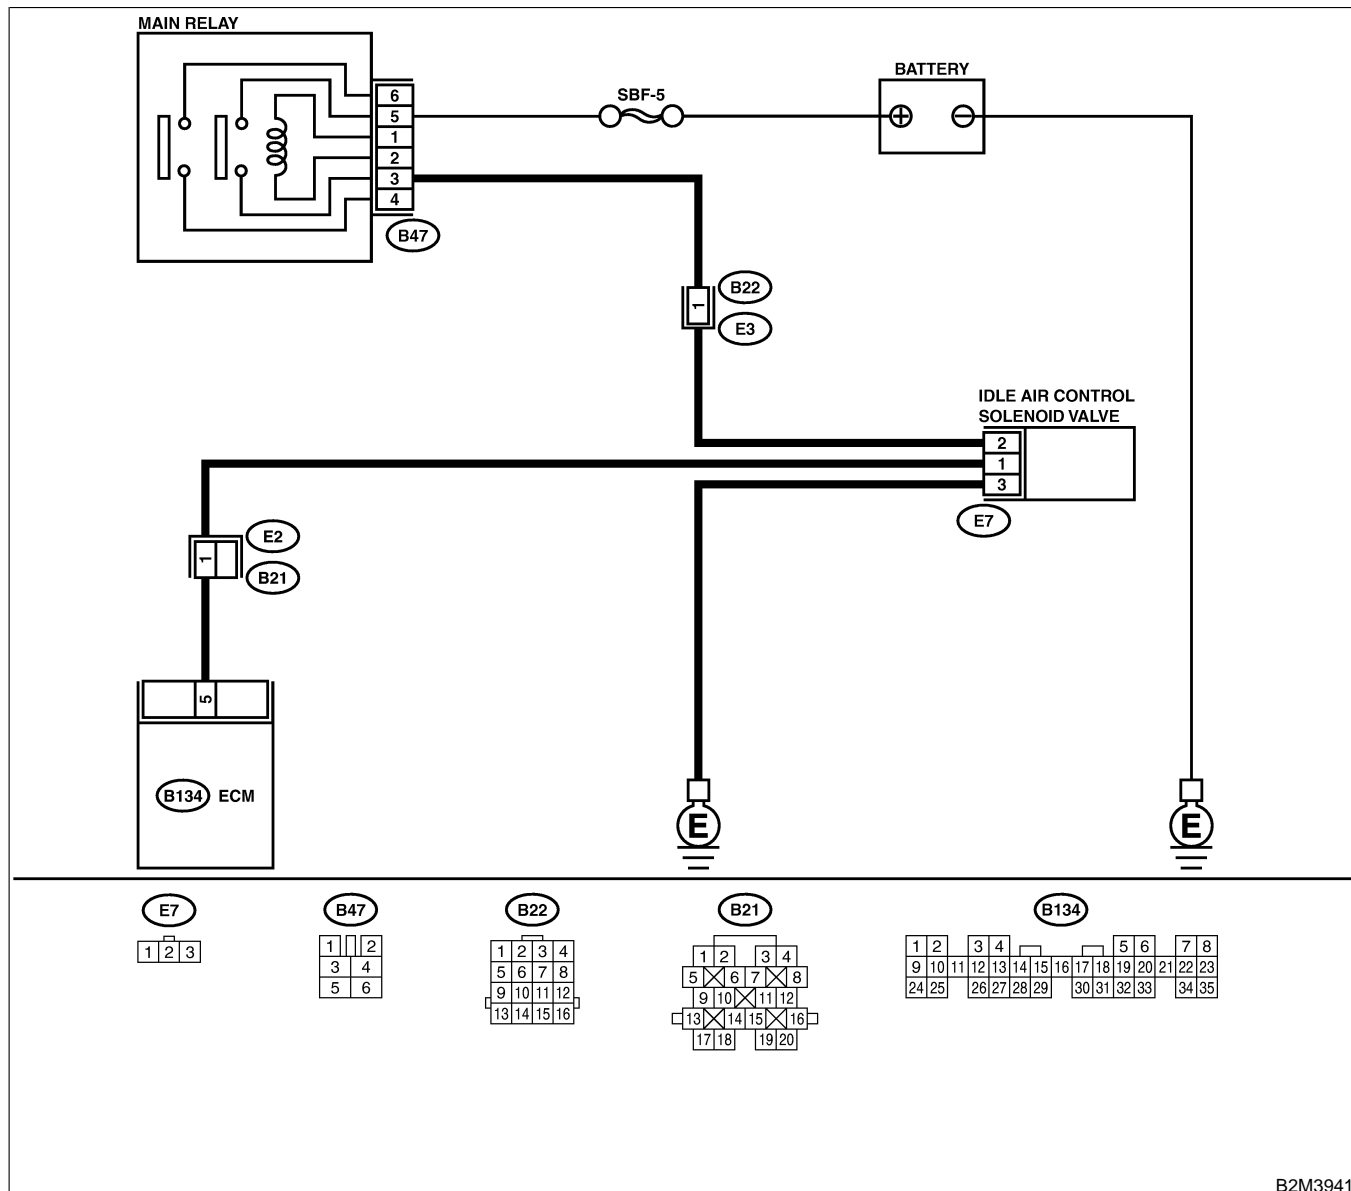 MAIN RELAY
BATTERY
SBF-5
6
5
1
2
3
4
B47
B22
1
E3
IDLE AIR CONTROL
SOLENOID VALVE
2
1
3
E7
E2
1
B21
5
B134 ECM
E
E
E7
1 2 3
B47
1 2
3 4
5 6
B22
1 2 3 4
5 6 7 8
9 10 11 12
13 14 15 16
B21
1 2 3 4
5 6 7 8
9 10 11 12
13 14 15 16
17 18 19 20
B134
1 2 3 4 5 6 7 8
9 10 11 12 13 14 15 16 17 18 19 20 21 22 23
24 25 26 27 28 29 30 31 32 33 34 35
B2M3941